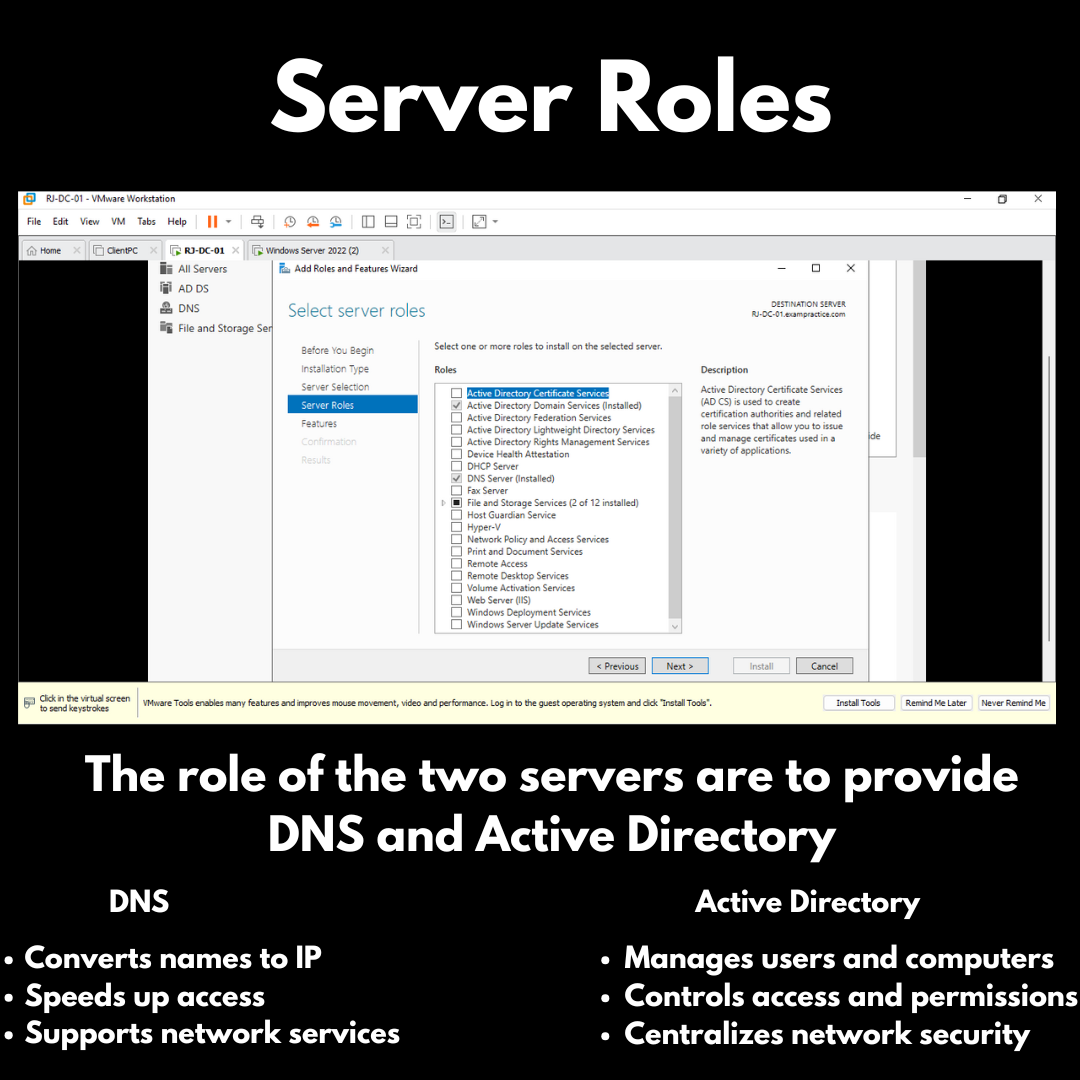 Server Roles
RJ-DC-01 - VMware Workstation
File Edit View VM Tabs Help
Home ClientPC RJ-DC-01 Windows Server 2022 (2)
All Servers
AD DS
DNS
File and Storage Ser
Add Roles and Features Wizard
Select server roles
DESTINATION SERVER
RJ-DC-01.exampractice.com
Before You Begin
Installation Type
Server Selection
Server Roles
Features
Confirmation
Results
Select one or more roles to install on the selected server.
Roles
Active Directory Certificate Services
Active Directory Domain Services (Installed)
Active Directory Federation Services
Active Directory Lightweight Directory Services
Active Directory Rights Management Services
Device Health Attestation
DHCP Server
DNS Server (Installed)
Fax Server
File and Storage Services (2 of 12 installed)
Host Guardian Service
Hyper-V
Network Policy and Access Services
Print and Document Services
Remote Access
Remote Desktop Services
Volume Activation Services
Web Server (IIS)
Windows Deployment Services
Windows Server Update Services
Description
Active Directory Certificate Services
(AD CS) is used to create
certification authorities and related
role services that allow you to issue
and manage certificates used in a
variety of applications.
ide
< Previous Next > Install Cancel
Click in the virtual screen
to send keystrokes
VMware Tools enables many features and improves mouse movement, video and performance. Log in to the guest operating system and click "Install Tools".
Install Tools Remind Me Later Never Remind Me
The role of the two servers are to provide
DNS and Active Directory
DNS
• Converts names to IP
• Speeds up access
• Supports network services
Active Directory
• Manages users and computers
• Controls access and permissions
• Centralizes network security